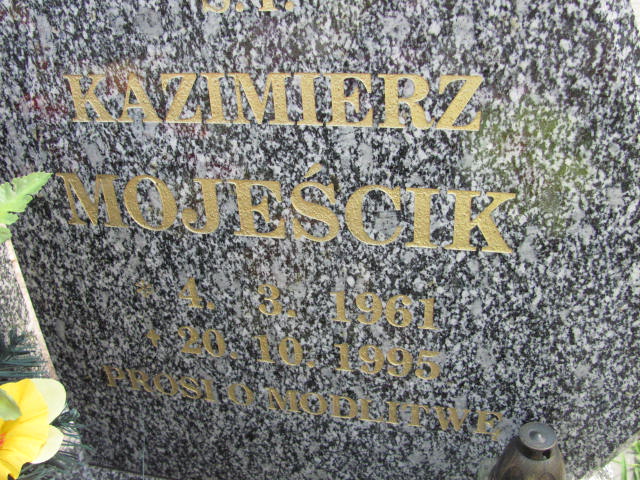 Ś.P.
KAZIMIERZ
MOJEŚCIK
* 4. 3. 1961
+ 20. 10. 1995
PROSI O MODLITWĘ